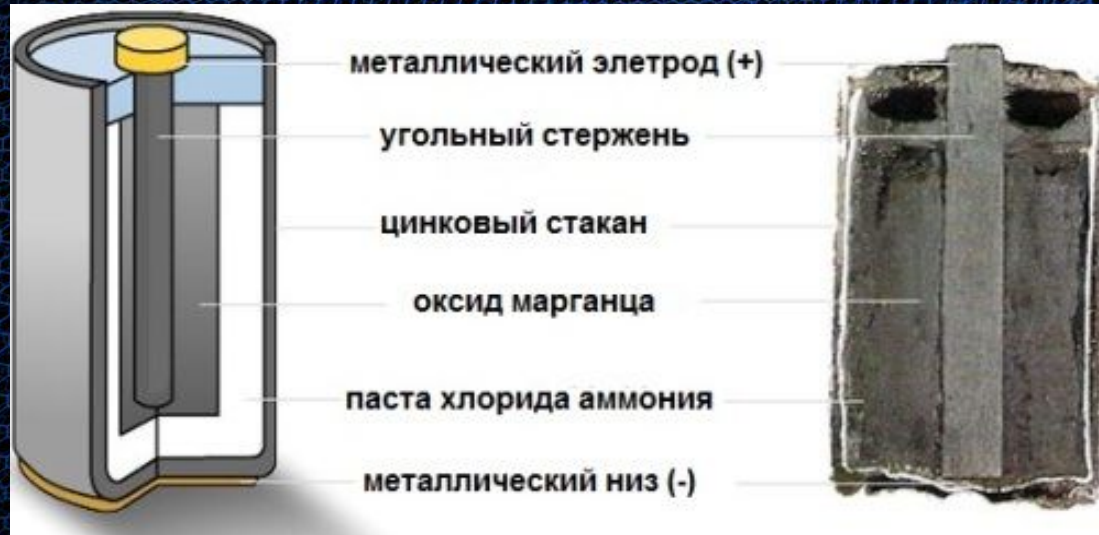 металлический элетрод (+)
угольный стержень
цинковый стакан
оксид марганца
паста хлорида аммония
металлический низ (-)